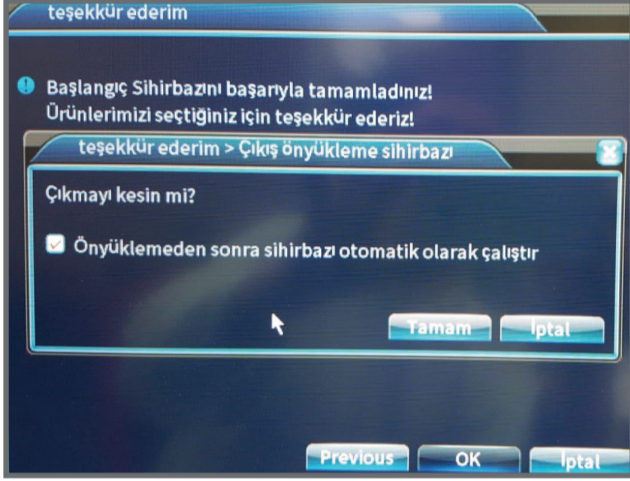 teşekkür ederim
Başlangıç Sihirbazını başarıyla tamamladınız!
Ürünlerimizi seçtiğiniz için teşekkür ederiz!
teşekkür ederim > Çıkış önyükleme sihirbazı
Çıkmayı kesin mi?
Önyüklemeden sonra sihirbazı otomatik olarak çalıştır
Tamam İptal
Previous OK İptal